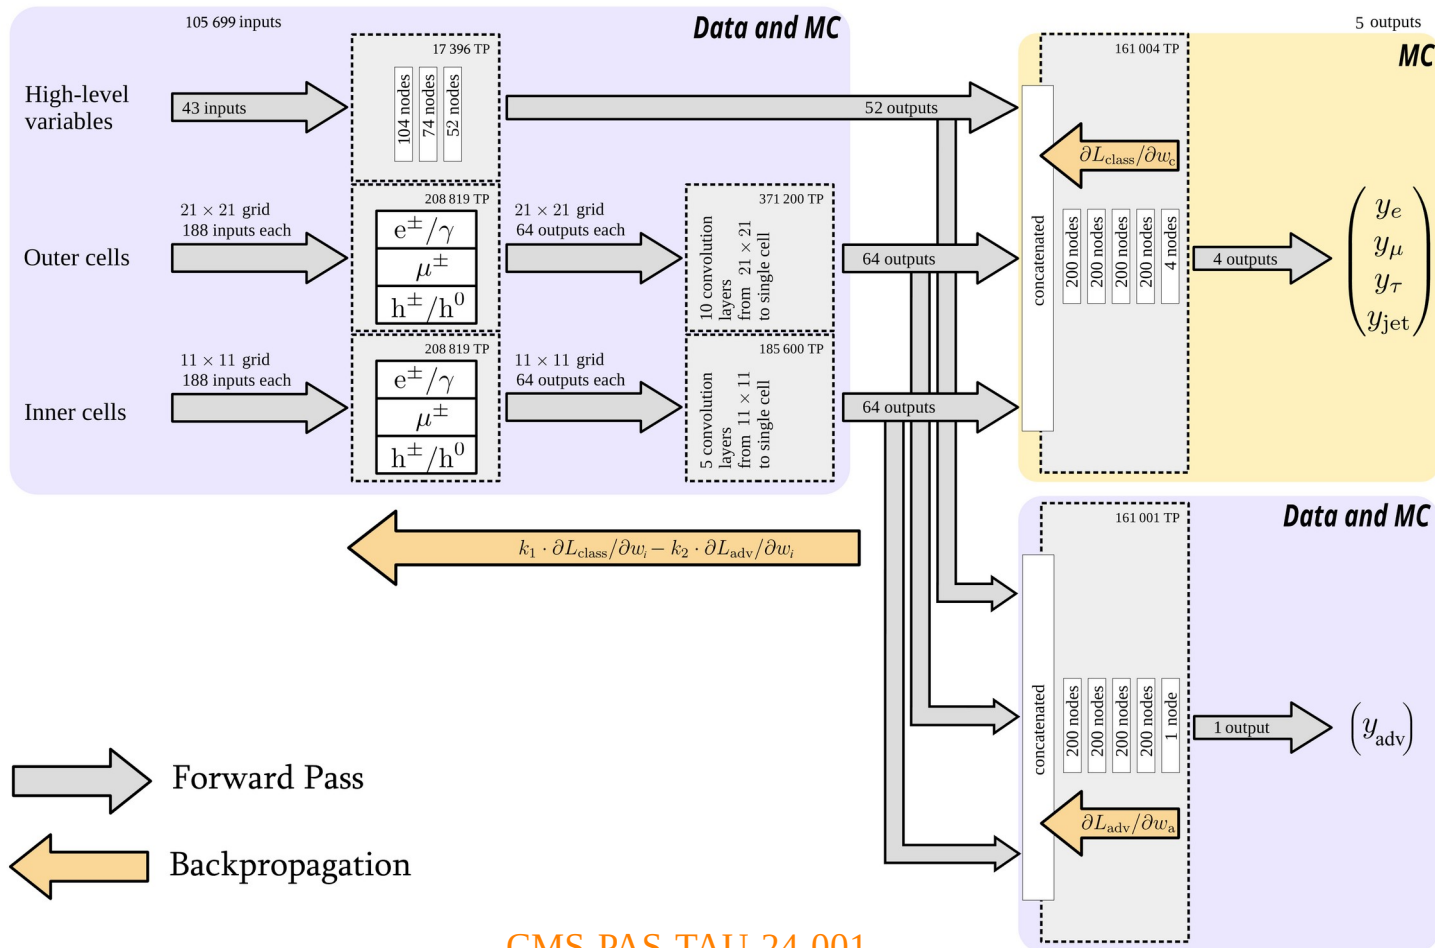 105 699 inputs
Data and MC
5 outputs
MC
High-level
variables
43 inputs
17 396 TP
104 nodes
74 nodes
52 nodes
52 outputs
161 004 TP
∂L_class/∂w_c
Outer cells
21 × 21 grid
188 inputs each
208 819 TP
e±/γ
μ±
h±/h⁰
21 × 21 grid
64 outputs each
371 200 TP
10 convolution
layers
from 21 × 21
to single cell
64 outputs
concatenated
200 nodes
200 nodes
200 nodes
200 nodes
4 nodes
4 outputs
y_e
y_μ
y_τ
y_jet
Inner cells
11 × 11 grid
188 inputs each
208 819 TP
e±/γ
μ±
h±/h⁰
11 × 11 grid
64 outputs each
185 600 TP
5 convolution
layers
from 11 × 11
to single cell
64 outputs
k₁ · ∂L_class/∂w_i − k₂ · ∂L_adv/∂w_i
Data and MC
161 001 TP
concatenated
200 nodes
200 nodes
200 nodes
200 nodes
1 node
1 output
(y_adv)
∂L_adv/∂w_a
Forward Pass
Backpropagation
CMS-PAS-TAU-24-001